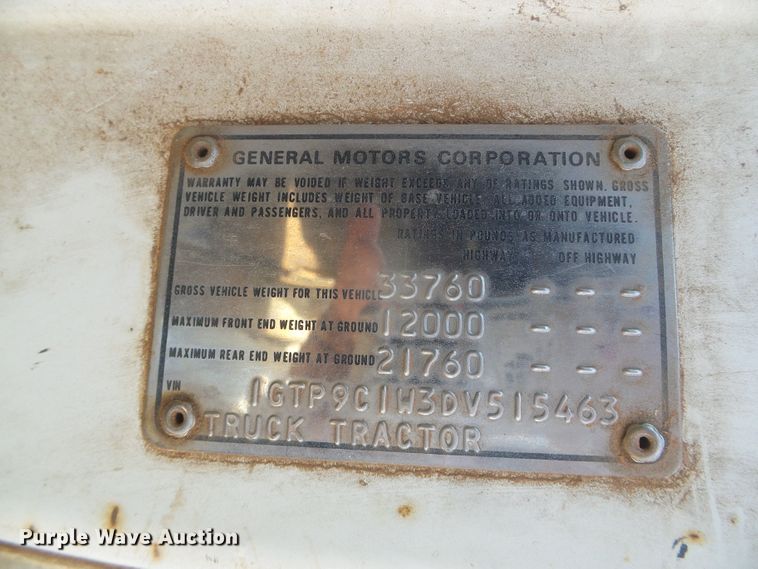 GENERAL MOTORS CORPORATION
WARRANTY MAY BE VOIDED IF WEIGHT EXCEEDS ANY OF RATINGS SHOWN. GROSS
VEHICLE WEIGHT INCLUDES WEIGHT OF BASE VEHICLE, ALL ADDED EQUIPMENT,
DRIVER AND PASSENGERS, AND ALL PROPERTY LOADED INTO OR ONTO VEHICLE.
RATINGS IN POUNDS AS MANUFACTURED
HIGHWAY OFF HIGHWAY
GROSS VEHICLE WEIGHT FOR THIS VEHICLE 33760 - - -
MAXIMUM FRONT END WEIGHT AT GROUND 12000 - - -
MAXIMUM REAR END WEIGHT AT GROUND 21760 - - -
VIN 1GTP9C1W3DV515463
TRUCK TRACTOR
Purple Wave Auction